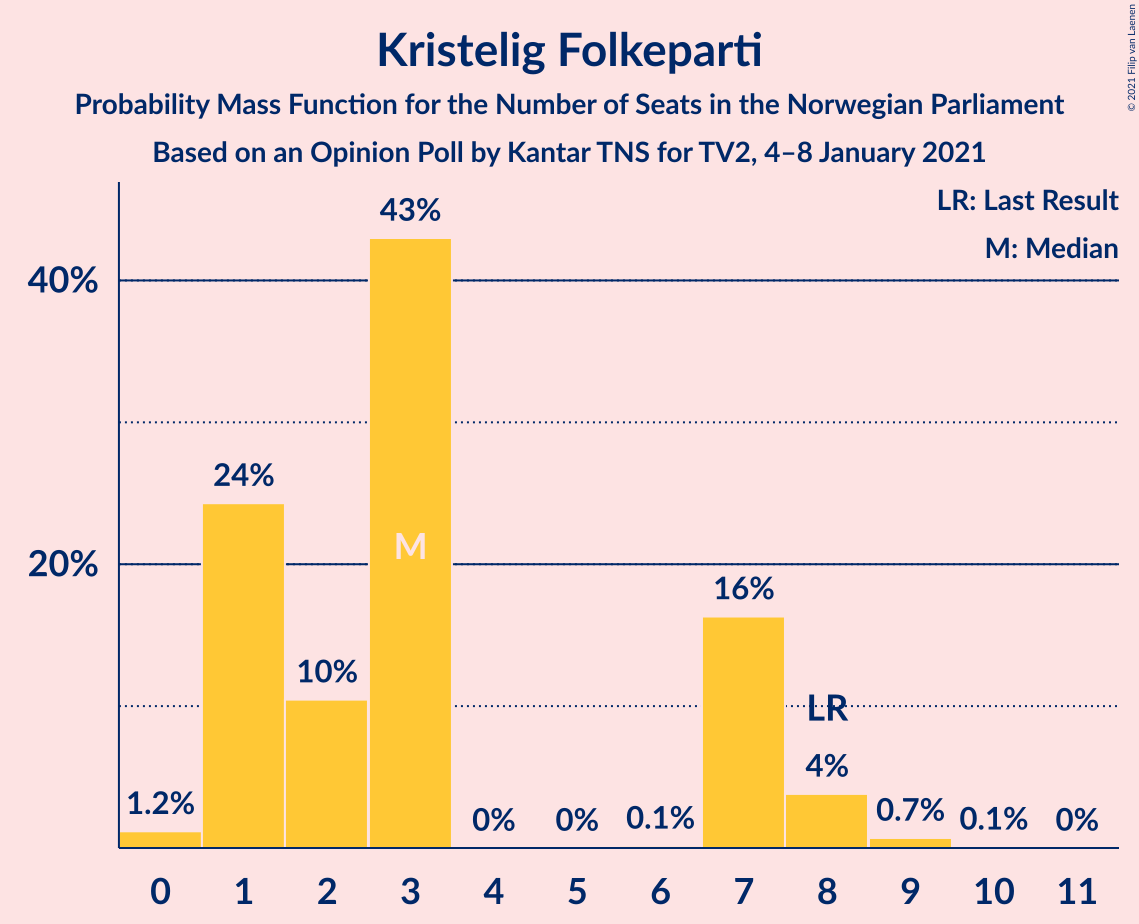 © 2021 Filip van Laenen
Kristelig Folkeparti
Probability Mass Function for the Number of Seats in the Norwegian Parliament
Based on an Opinion Poll by Kantar TNS for TV2, 4–8 January 2021
LR: Last Result
M: Median
43%
40%
24%
M
20%
16%
10%
LR
4%
1.2%
0%
0%
0.1%
0.7%
0.1%
0%
0 1 2 3 4 5 6 7 8 9 10 11